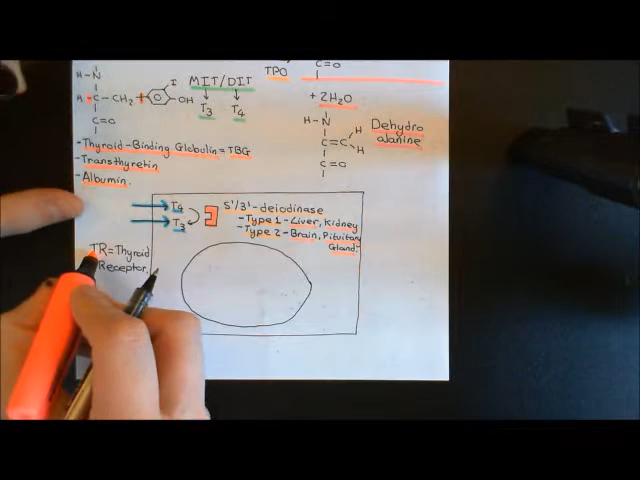 C=O
TPO
H-N
I
MIT/DIT
H-C-CH2
OH
T3 T4
+ 2H2O
H-N
H
C=C
H
Dehydro
alanine
C=O
C=O
- Thyroid-Binding Globulin = TBG
- Transthyretin
- Albumin.
T4
T3
5'/3'-deiodinase
- Type 1 - Liver, Kidney
- Type 2 - Brain, Pituitary
Gland.
TR = Thyroid
Receptor.